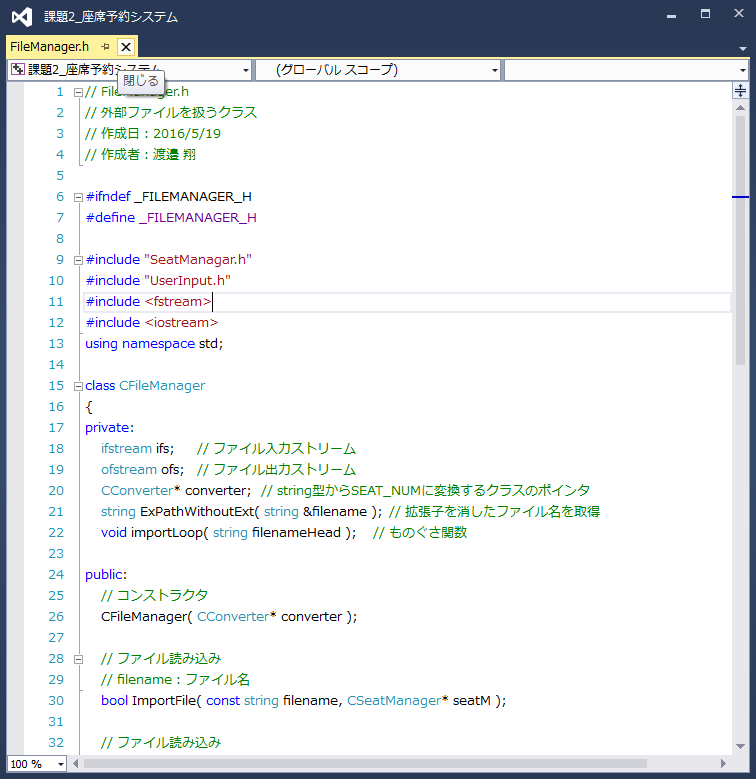 課題2_座席予約システム
FileManager.h
課題2_座席予約システム
(グローバル スコープ)
閉じる
1 // FileManager.h
2 // 外部ファイルを扱うクラス
3 // 作成日：2016/5/19
4 // 作成者：渡邉 翔
5
6 #ifndef _FILEMANAGER_H
7 #define _FILEMANAGER_H
8
9 #include "SeatManagar.h"
10 #include "UserInput.h"
11 #include <fstream>
12 #include <iostream>
13 using namespace std;
14
15 class CFileManager
16 {
17 private:
18 ifstream ifs; // ファイル入力ストリーム
19 ofstream ofs; // ファイル出力ストリーム
20 CConverter* converter; // string型からSEAT_NUMに変換するクラスのポインタ
21 string ExPathWithoutExt( string &filename ); // 拡張子を消したファイル名を取得
22 void importLoop( string filenameHead ); // ものぐさ関数
23
24 public:
25 // コンストラクタ
26 CFileManager( CConverter* converter );
27
28 // ファイル読み込み
29 // filename：ファイル名
30 bool ImportFile( const string filename, CSeatManager* seatM );
31
32 // ファイル読み込み
100 %